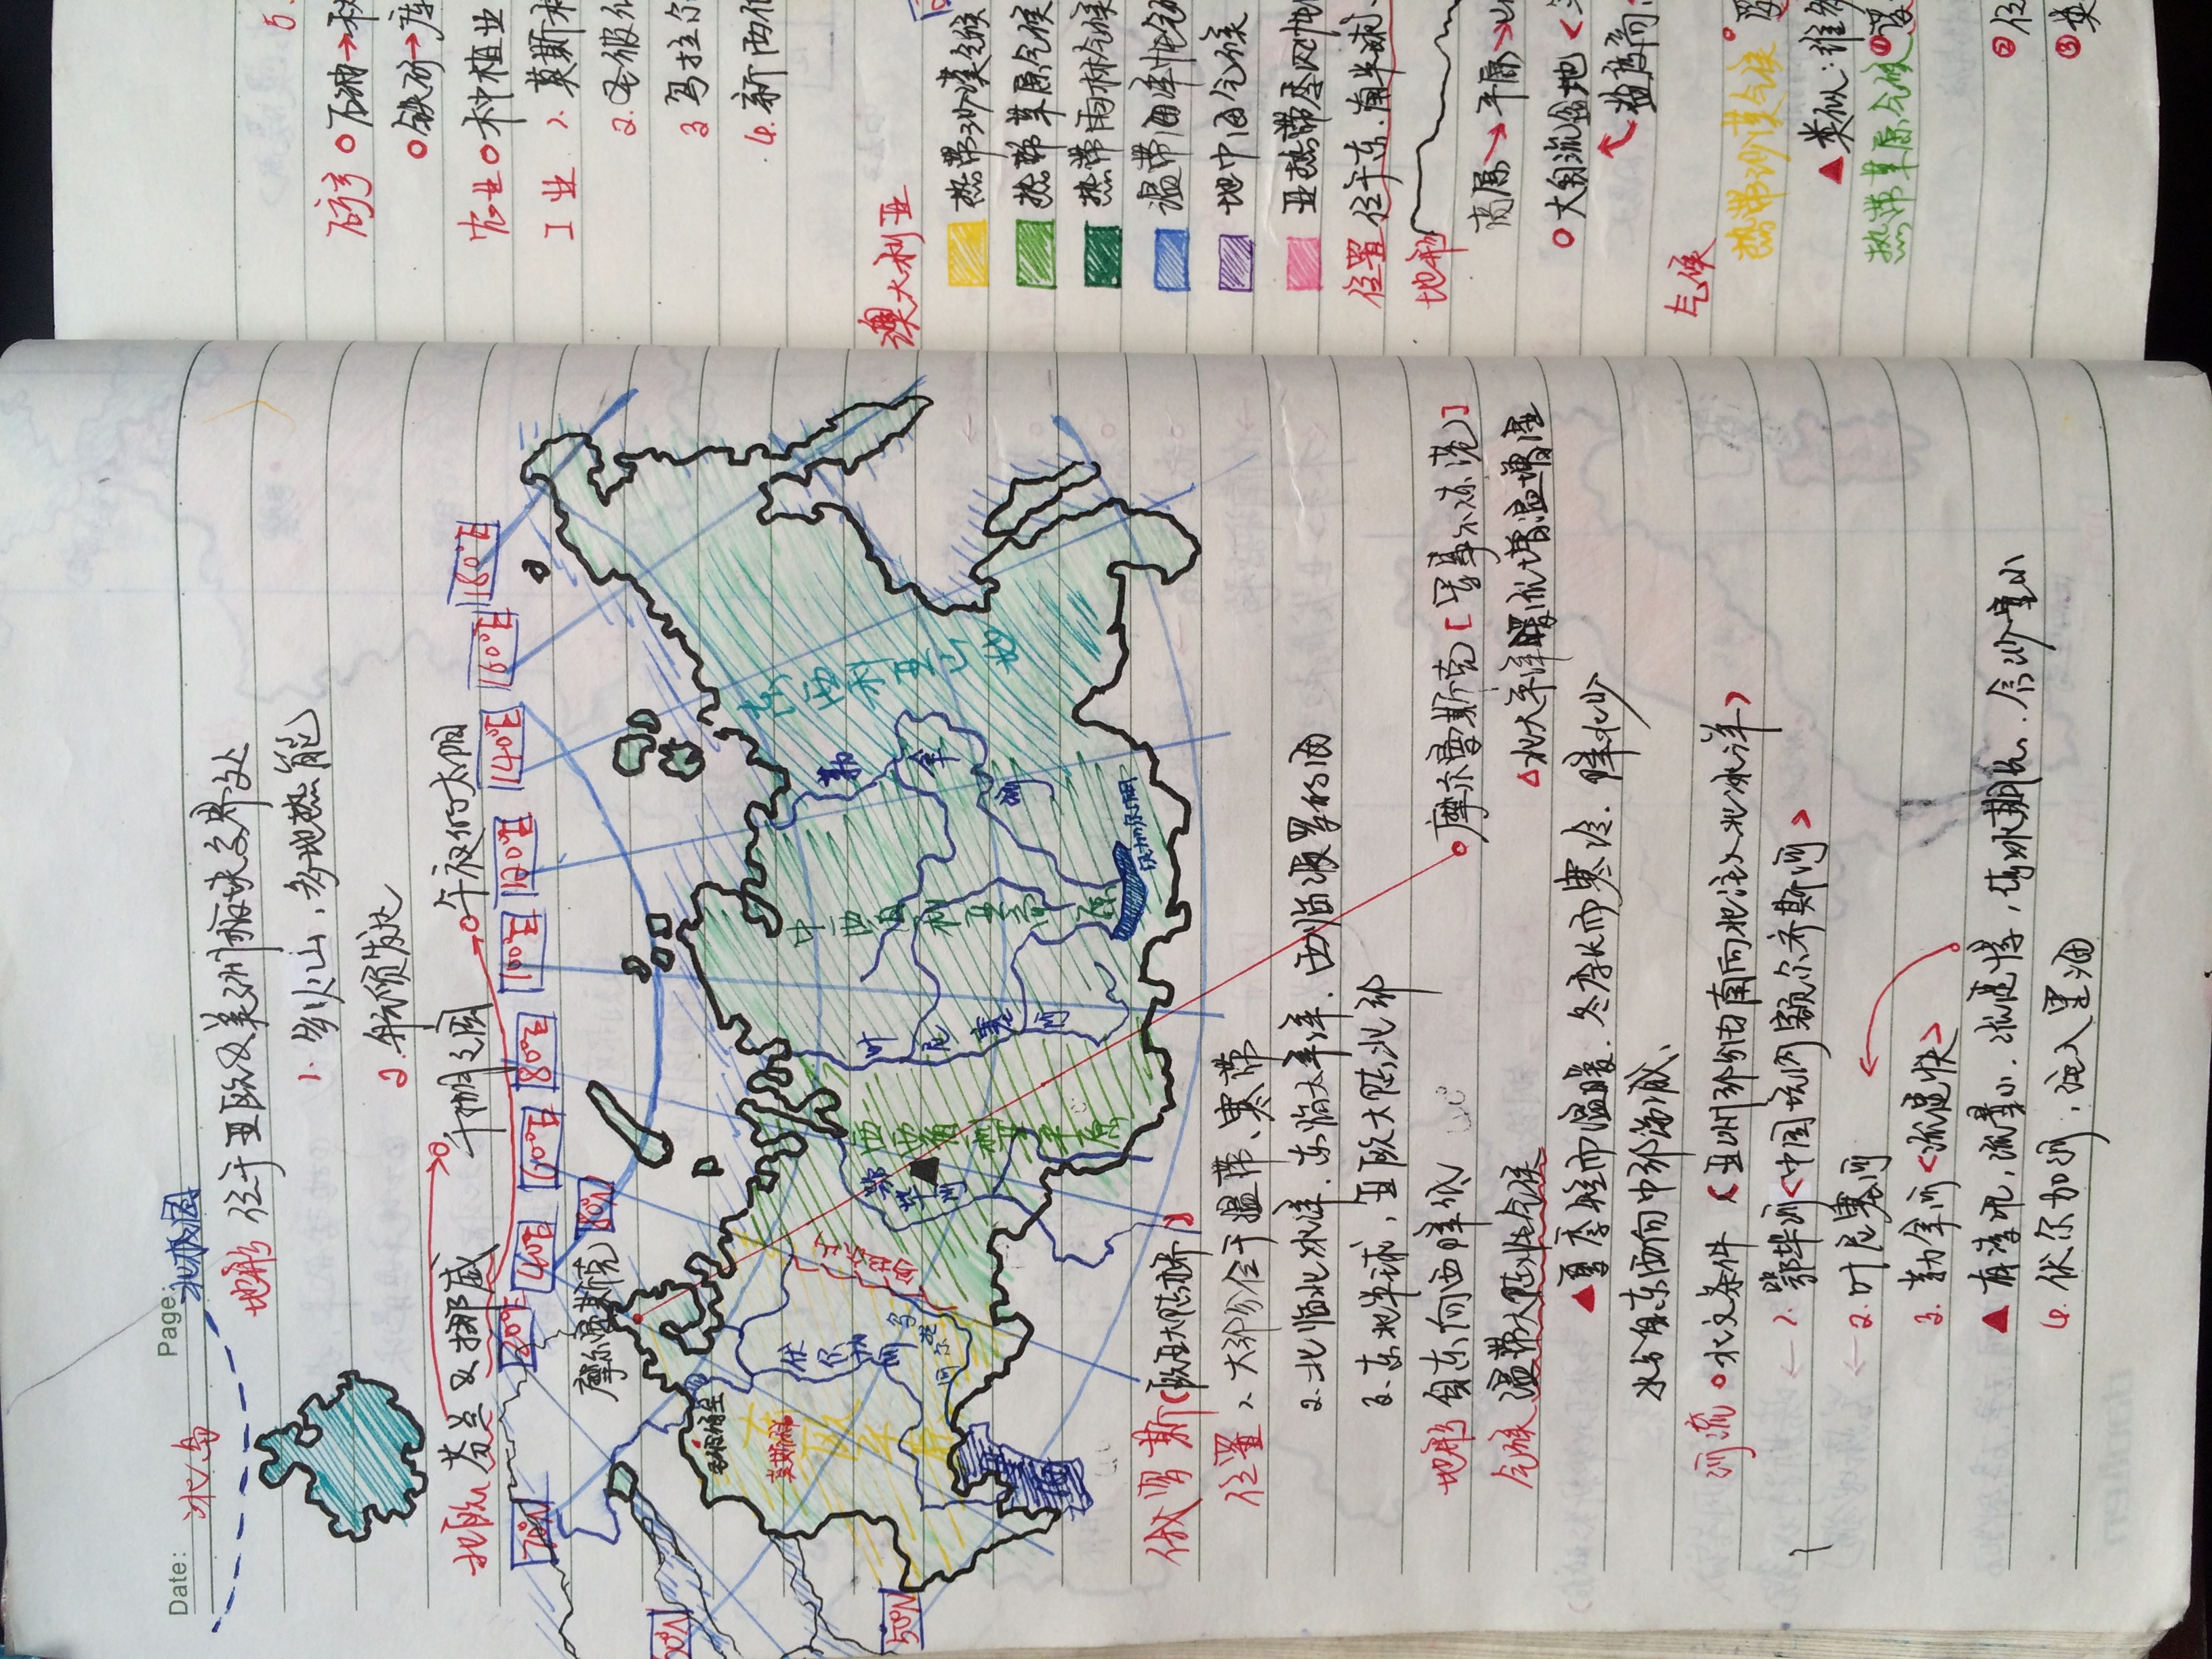 Date:
Page:
冰岛
北极圈
地形 位于亚欧&美洲板块交界处
1. 多火山,多地热能
2. 航员发达
北欧 芬兰&挪威
千湖之国
午夜的太阳
70°N
20°E
40°E
60°E
80°E
100°E
120°E
140°E
160°E
180°E
摩尔曼斯克
80°N
60°N
50°N
圣彼得堡
莫斯科
东欧平原
伏尔加河
乌拉尔山
乌拉尔河
鄂毕河
西西伯利亚平原
叶尼塞河
中西伯利亚高原
勒拿河
东西利亚山地
里海
贝加尔湖
俄罗斯(欧亚大陆桥)
位置 1. 大部分位于温带、寒带
2. 北临北冰洋.东临太平洋.西临波罗的海
3. 东北半球,亚欧大陆北部
地形 自东向西降低
摩尔曼斯克[军事不冻港]
气候 温带大陆性气候
△北大平洋暖流增温增湿
▲夏季短而温暖.冬季长而寒冷.降水少
水分自东西向中部递减、
河流 o水文条件 〈亚洲部分由南向北注入北冰洋〉
← 1. 鄂毕河<中国境内额尔齐斯河>
← 2. 叶尼塞河
3. 勒拿河<流速快>
▲ 有凌汛,流量小.流速慢,结冰期长、.含沙量小
4. 伏尔加河,注入里海
5.
矿产 o石油→
o铁矿→库
农业o种植业
工业 1. 莫斯科
2. 圣彼
3 乌拉尔
4. 新西伯
澳大利亚
热带沙漠气候
热带草原气候
热带雨林气候
温带海洋性气候
地中海气候
亚热带季风性
位置 位于东、南半球、
地形
高原→平原→山
o大自流盆地<
盐度高
气候
热带沙漠气候
▲类似:维多
热带草原气候①
②位
③英